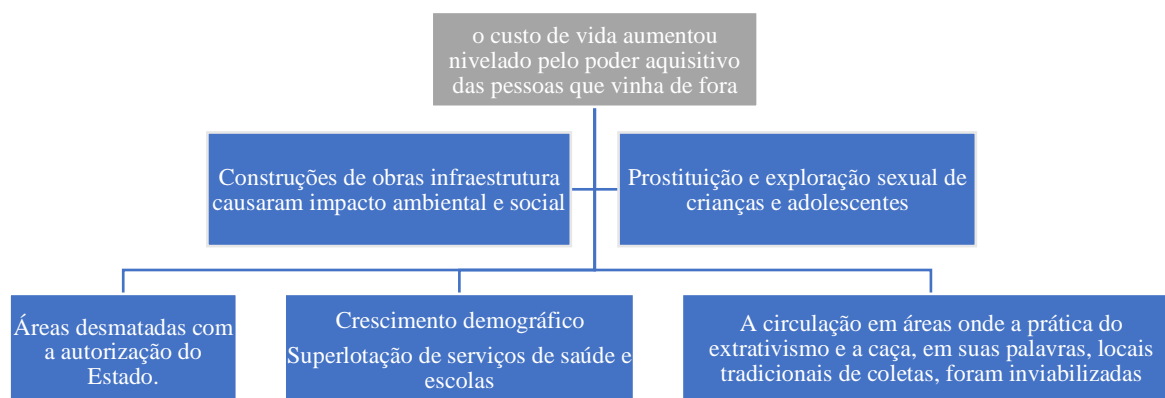 o custo de vida aumentou
nivelado pelo poder aquisitivo
das pessoas que vinha de fora
Construções de obras infraestrutura
causaram impacto ambiental e social
Prostituição e exploração sexual de
crianças e adolescentes
Áreas desmatadas com
a autorização do
Estado.
Crescimento demográfico
Superlotação de serviços de saúde e
escolas
A circulação em áreas onde a prática do
extrativismo e a caça, em suas palavras, locais
tradicionais de coletas, foram inviabilizadas